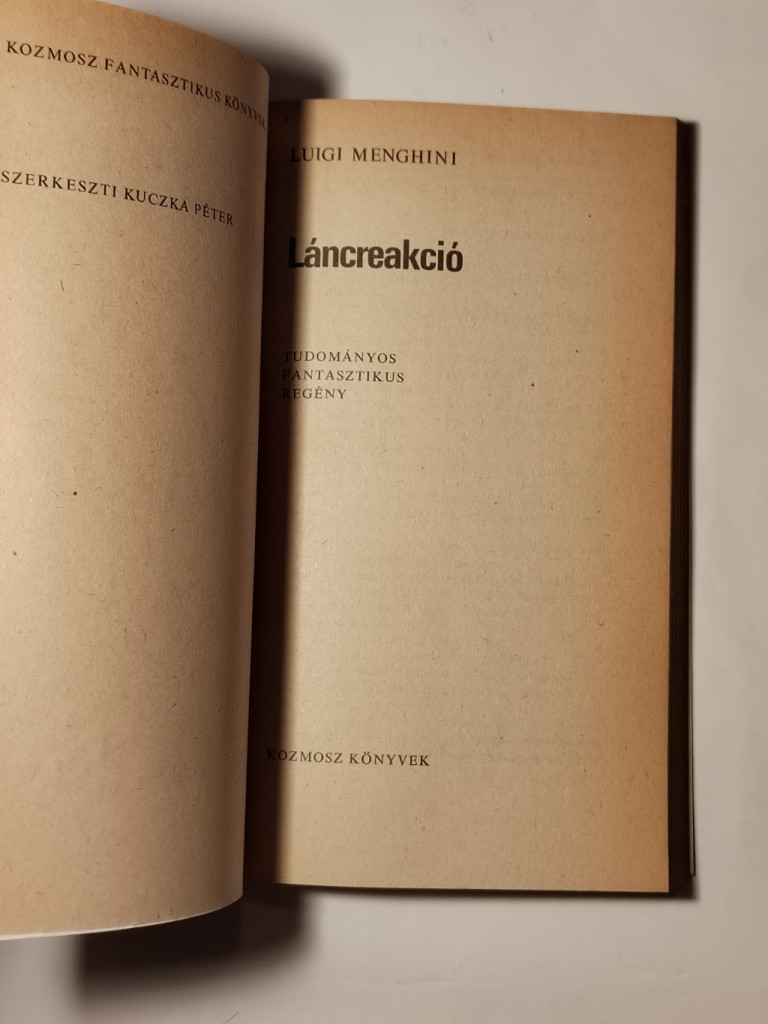 KOZMOSZ FANTASZTIKUS KÖNYVEK
SZERKESZTI KUCZKA PÉTER
LUIGI MENGHINI
Láncreakció
TUDOMÁNYOS
FANTASZTIKUS
REGÉNY
KOZMOSZ KÖNYVEK